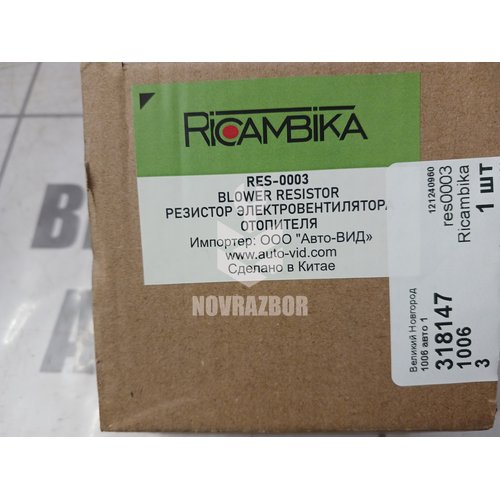 RICAMBIKA
RES-0003
BLOWER RESISTOR
РЕЗИСТОР ЭЛЕКТРОВЕНТИЛЯТОРА
ОТОПИТЕЛЯ
Импортер: ООО "Авто-ВИД»
www.auto-vid.com
Сделано в Китае
NOVRAZBOR
121240960
res0003
Ricambika
1 шт
Великий Новгород
1006 авто 1
318147
1006
3